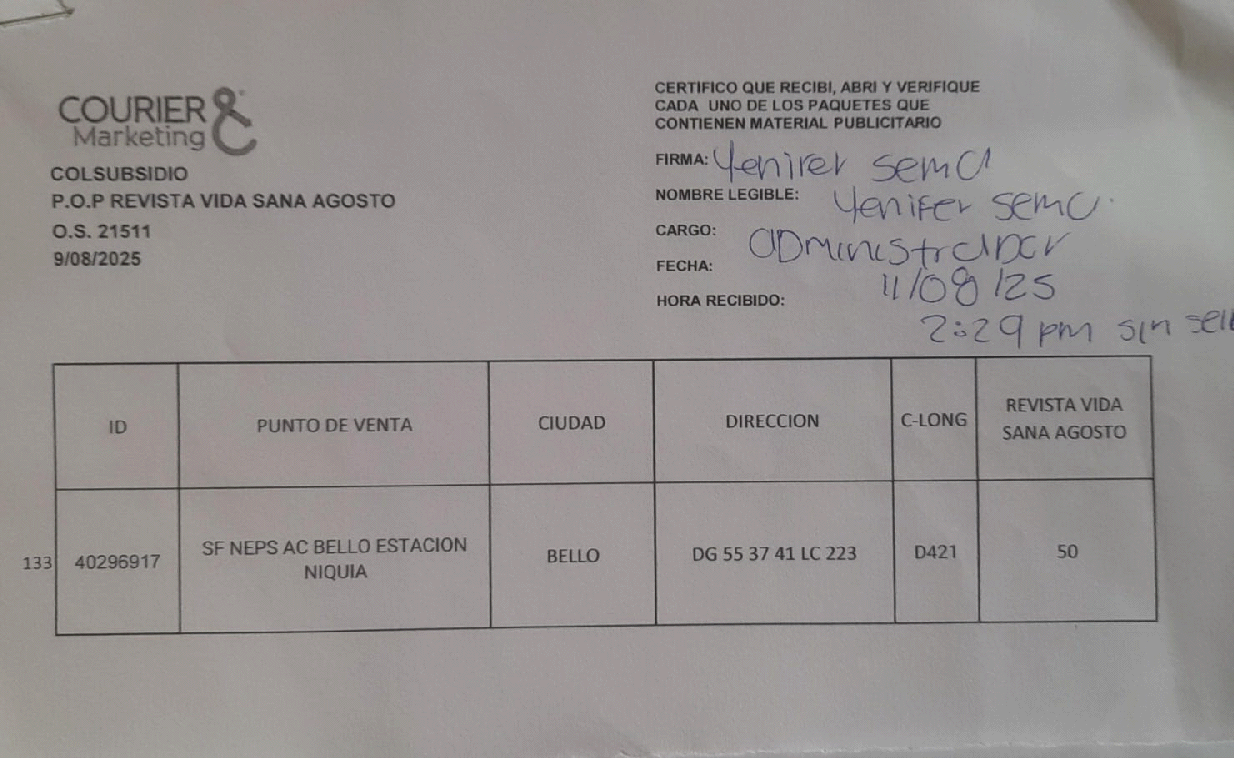 COURIER &
Marketing
COLSUBSIDIO
P.O.P REVISTA VIDA SANA AGOSTO
O.S. 21511
9/08/2025
CERTIFICO QUE RECIBI, ABRI Y VERIFIQUE
CADA UNO DE LOS PAQUETES QUE
CONTIENEN MATERIAL PUBLICITARIO
FIRMA: Yenifer
NOMBRE LEGIBLE: Yenifer
CARGO: Administrador
FECHA: 11/08/25
HORA RECIBIDO: 2:29 pm sin
ID PUNTO DE VENTA CIUDAD DIRECCION C-LONG REVISTA VIDA
SANA AGOSTO
133 40296917 SF NEPS AC BELLO ESTACION
NIQUIA BELLO DG 55 37 41 LC 223 D421 50